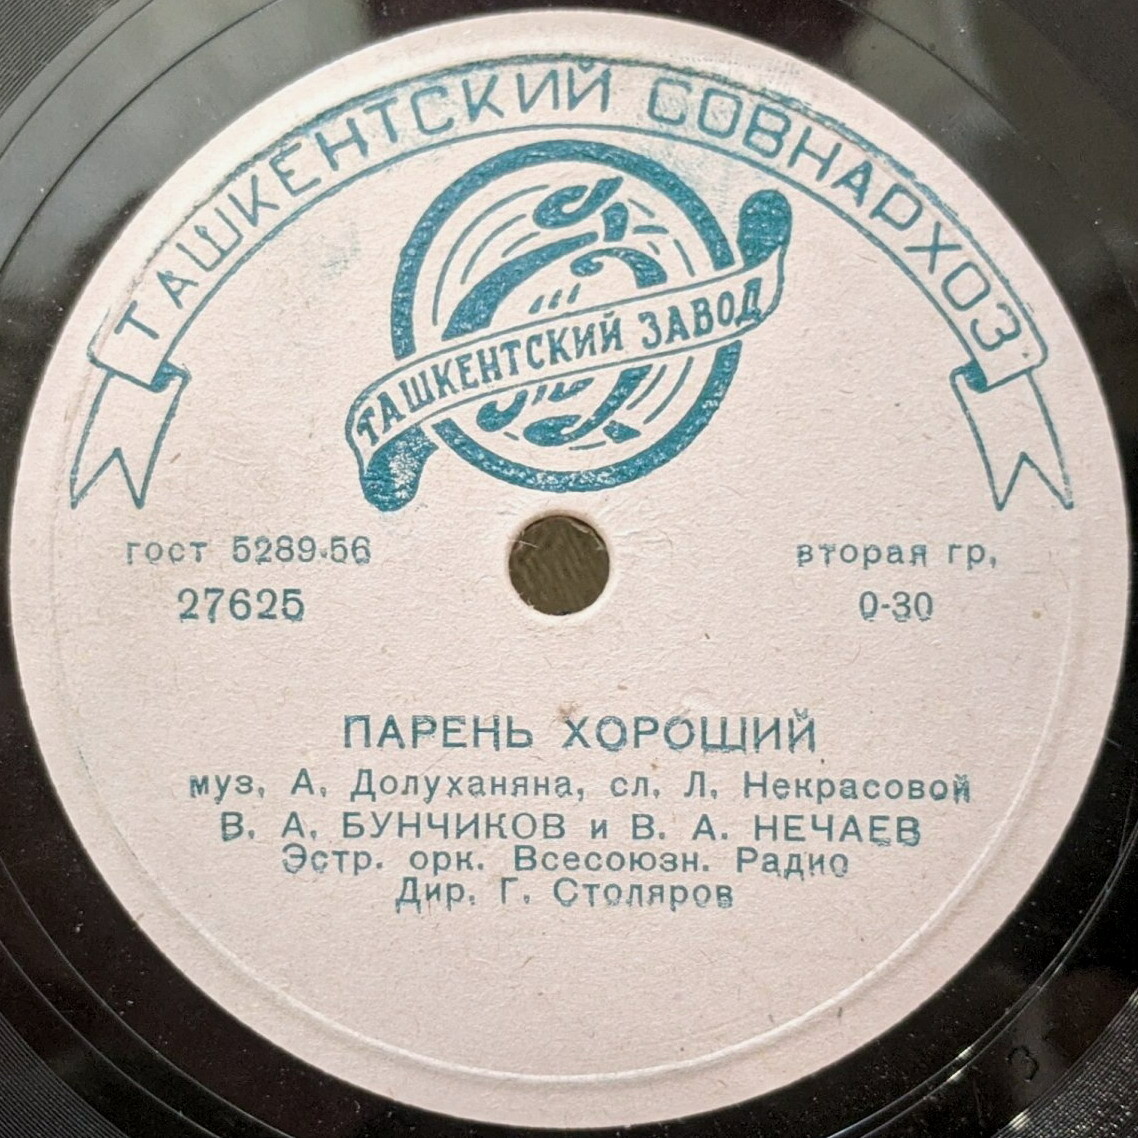 ТАШКЕНТСКИЙ СОВНАРХОЗ
ТАШКЕНТСКИЙ ЗАВОД
гост 5289-56
вторая гр,
27625
0-30
ПАРЕНЬ ХОРОШИЙ
муз, А, Долуханяна, сл, Л, Некрасовой
В. А, БУНЧИКОВ и В. А. НЕЧАЕВ
Эстр. орк. Всесоюзн. Радио
Дир, Г, Столяров
3